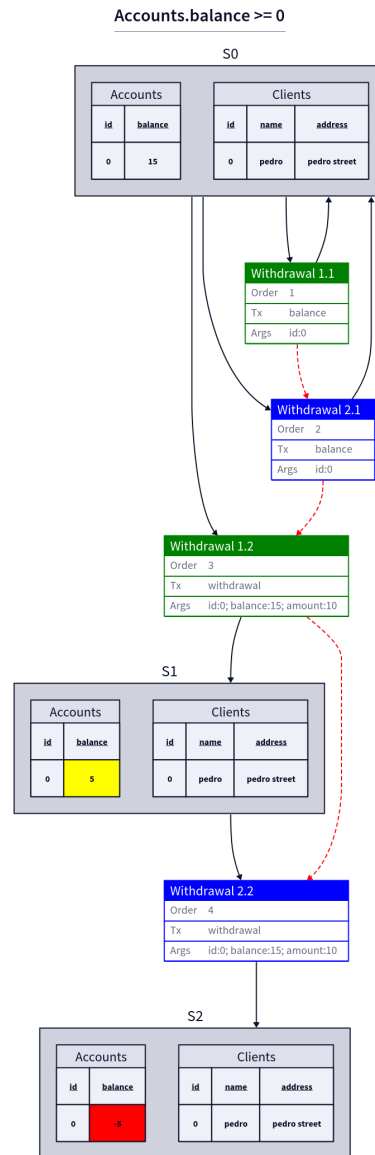 Accounts.balance >= 0
S0
Accounts Clients
id balance id name address
0 15 0 pedro pedro street
Withdrawal 1.1
Order 1
Tx balance
Args id:0
Withdrawal 2.1
Order 2
Tx balance
Args id:0
Withdrawal 1.2
Order 3
Tx withdrawal
Args id:0; balance:15; amount:10
S1
Accounts Clients
id balance id name address
0 5 0 pedro pedro street
Withdrawal 2.2
Order 4
Tx withdrawal
Args id:0; balance:15; amount:10
S2
Accounts Clients
id balance id name address
0 -5 0 pedro pedro street